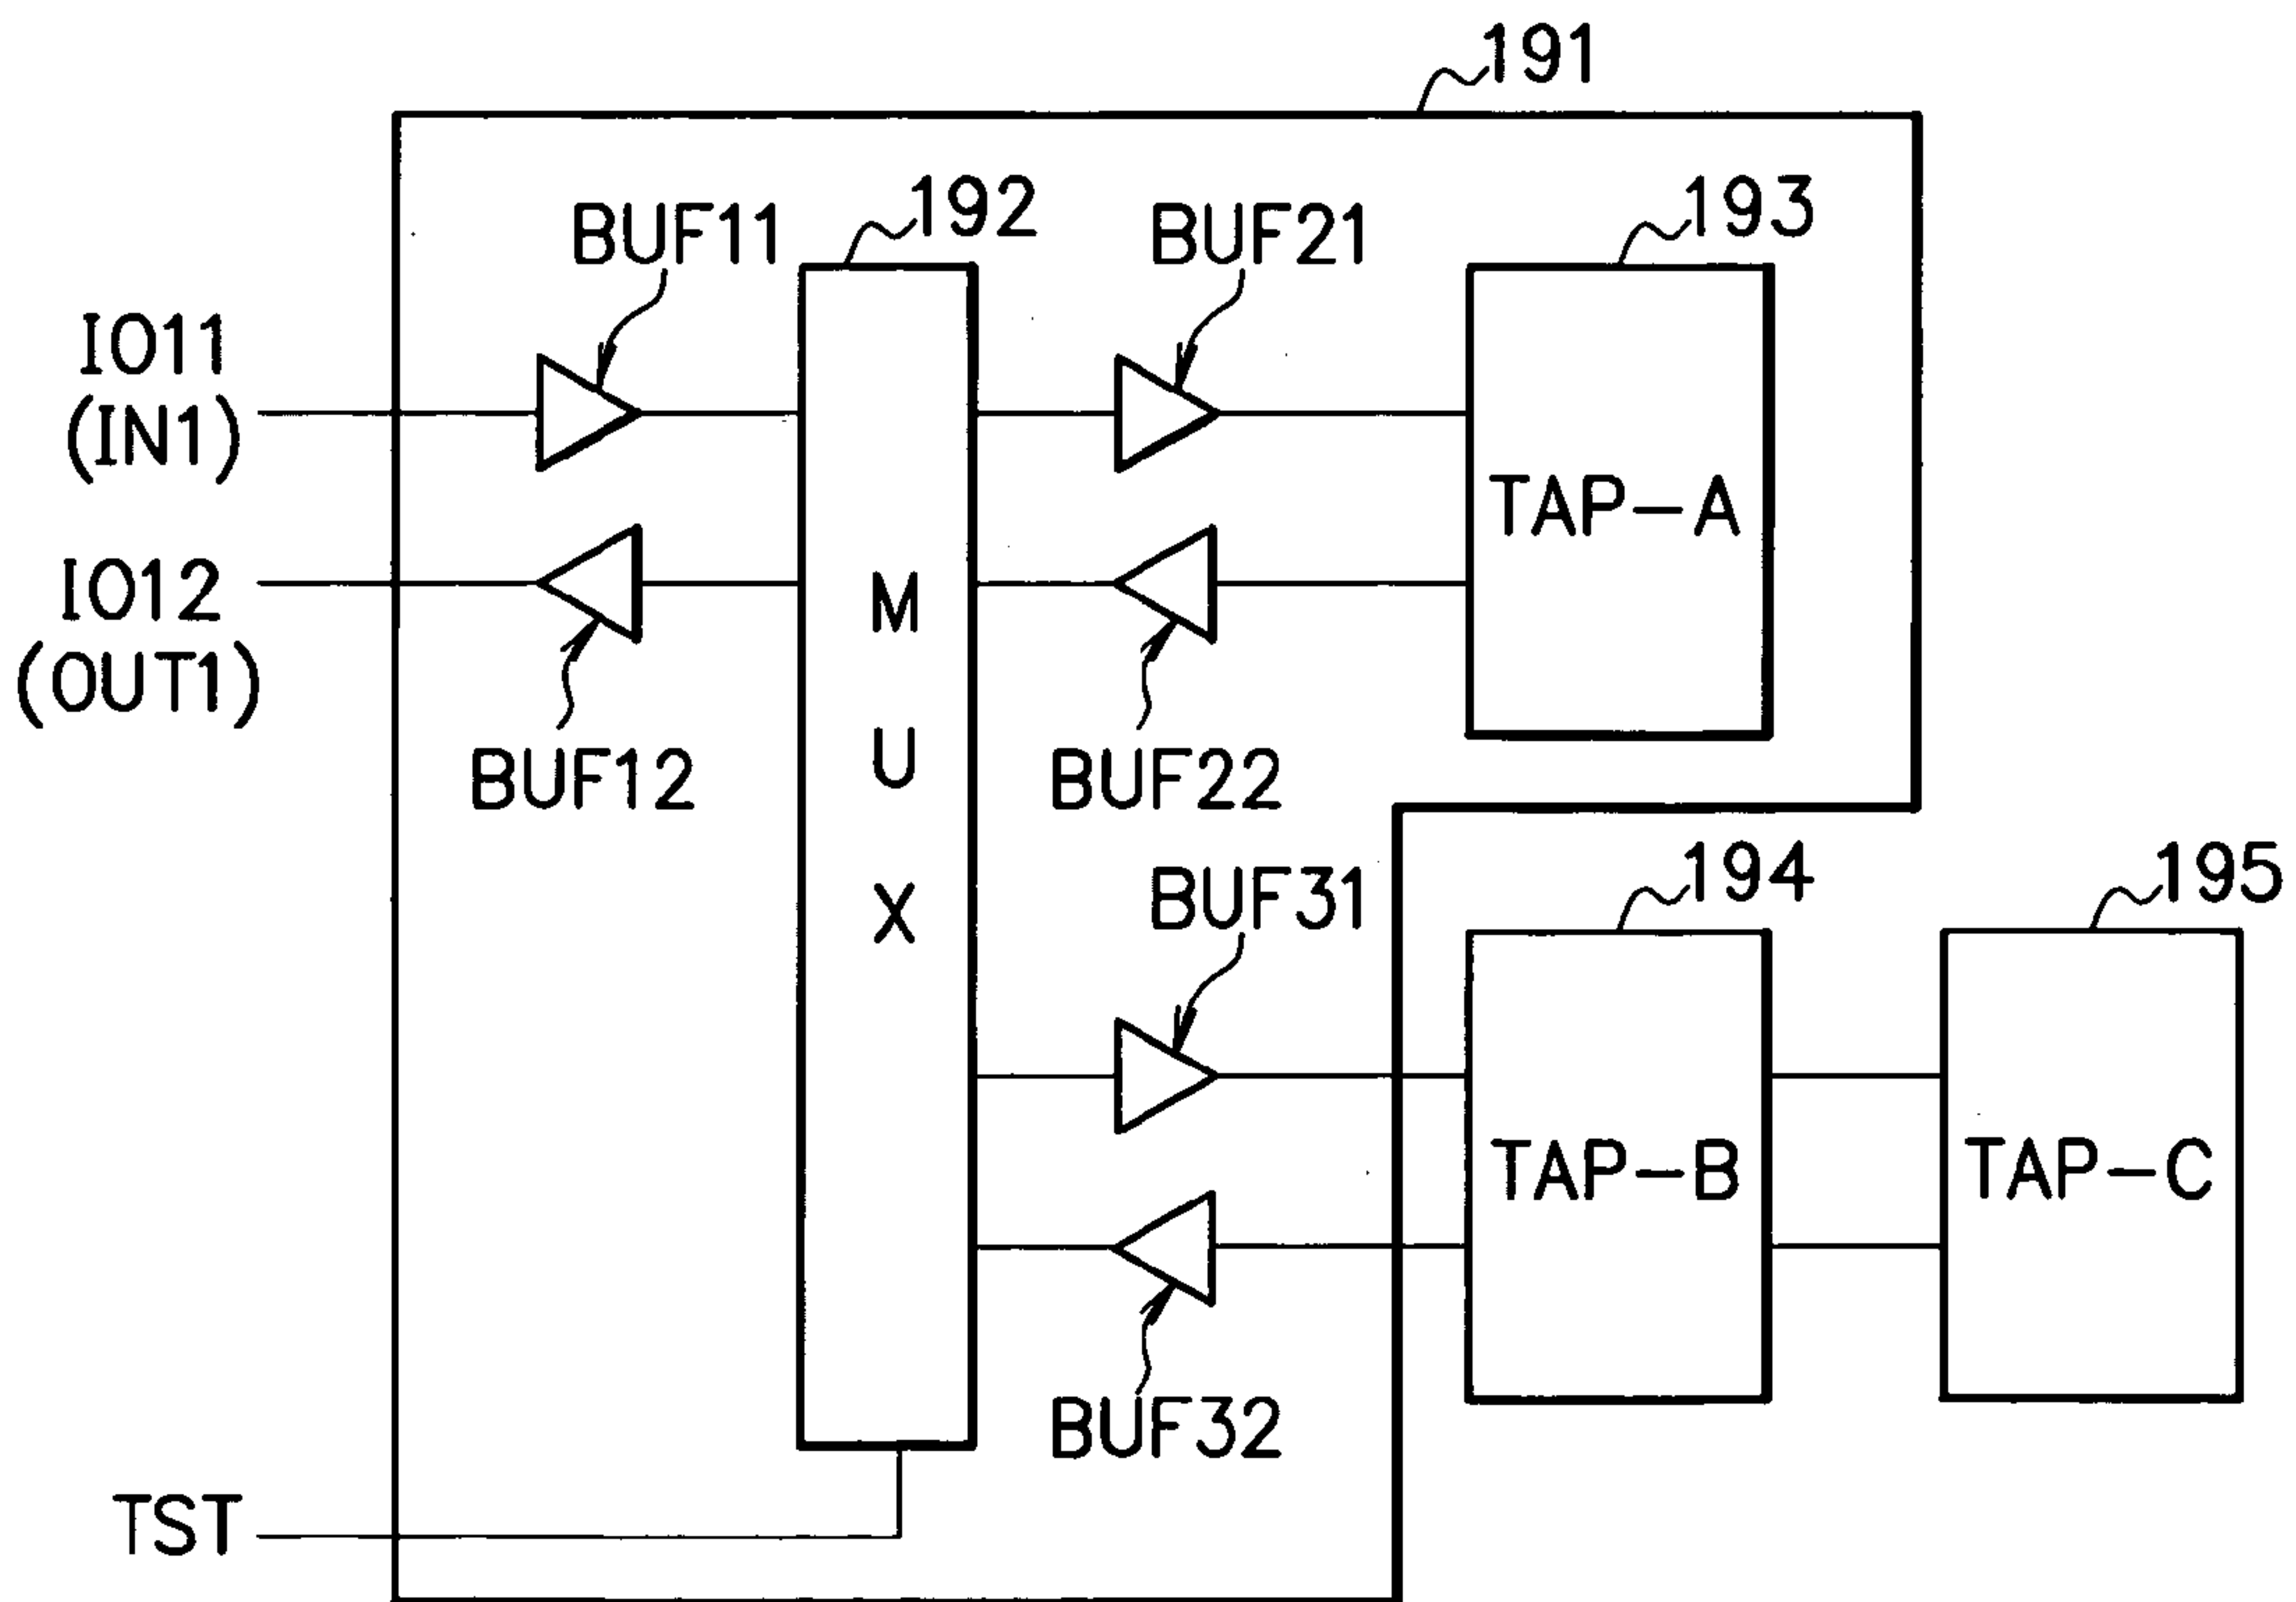 191
192
193
BUF11
BUF21
IO11
(IN1)
TAP-A
IO12
(OUT1)
M
U
X
BUF12
BUF22
194
195
BUF31
TAP-B
TAP-C
BUF32
TST